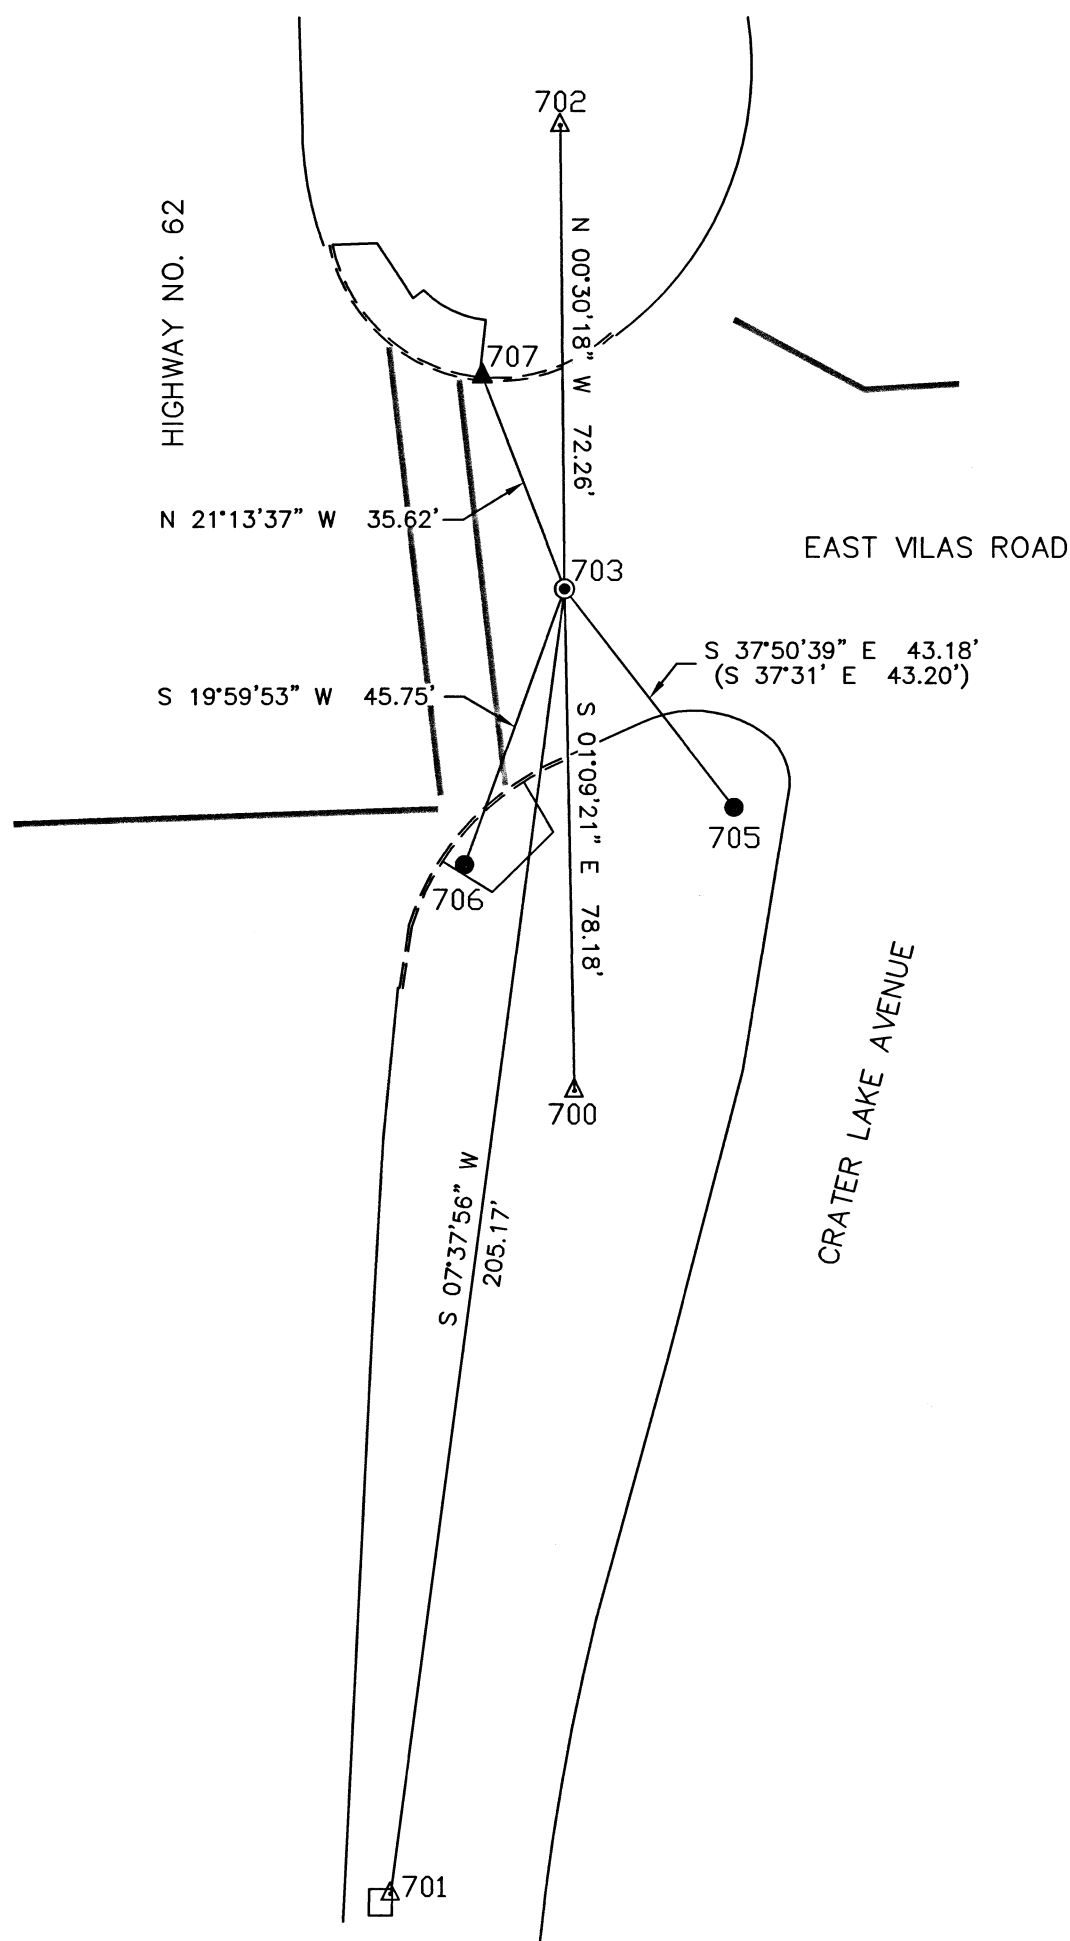 702
HIGHWAY NO. 62
N 00°30'18" W 72.26'
707
N 21°13'37" W 35.62'
EAST VILAS ROAD
703
S 37°50'39" E 43.18'
(S 37°31' E 43.20')
S 19°59'53" W 45.75'
S 01°09'21" E 78.18'
705
706
CRATER LAKE AVENUE
700
S 07°37'56" W
205.17'
701